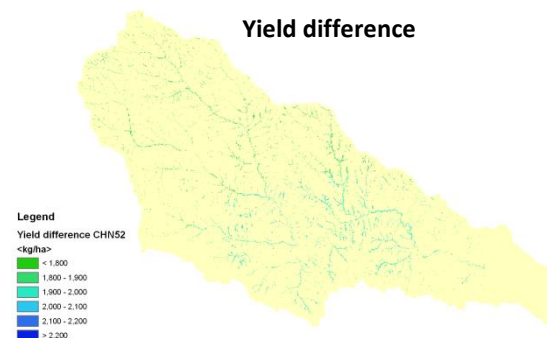 Yield difference
Legend
Yield difference CHN52
<kg/ha>
< 1,800
1,800 - 1,900
1,900 - 2,000
2,000 - 2,100
2,100 - 2,200
> 2,200